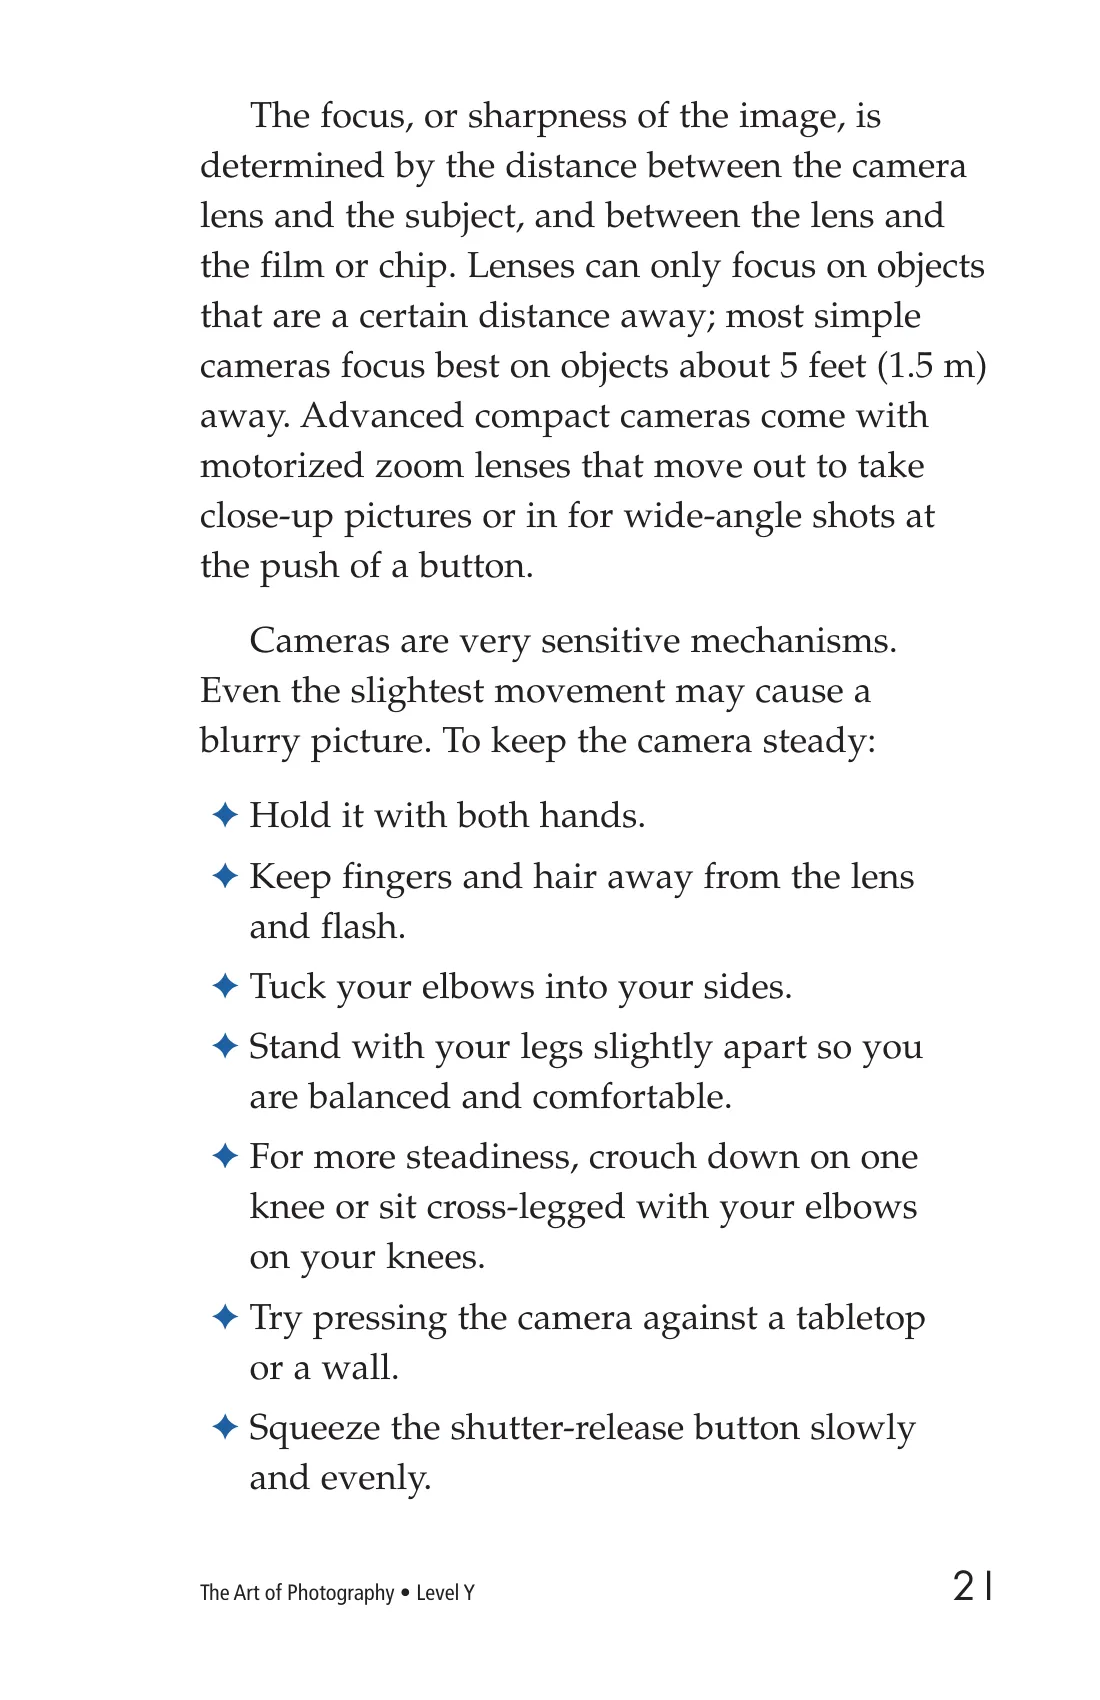 The focus, or sharpness of the image, is
determined by the distance between the camera
lens and the subject, and between the lens and
the film or chip. Lenses can only focus on objects
that are a certain distance away; most simple
cameras focus best on objects about 5 feet (1.5 m)
away. Advanced compact cameras come with
motorized zoom lenses that move out to take
close-up pictures or in for wide-angle shots at
the push of a button.
Cameras are very sensitive mechanisms.
Even the slightest movement may cause a
blurry picture. To keep the camera steady:
✦ Hold it with both hands.
✦ Keep fingers and hair away from the lens
and flash.
✦ Tuck your elbows into your sides.
✦ Stand with your legs slightly apart so you
are balanced and comfortable.
✦ For more steadiness, crouch down on one
knee or sit cross-legged with your elbows
on your knees.
✦ Try pressing the camera against a tabletop
or a wall.
✦ Squeeze the shutter-release button slowly
and evenly.
The Art of Photography • Level Y 21